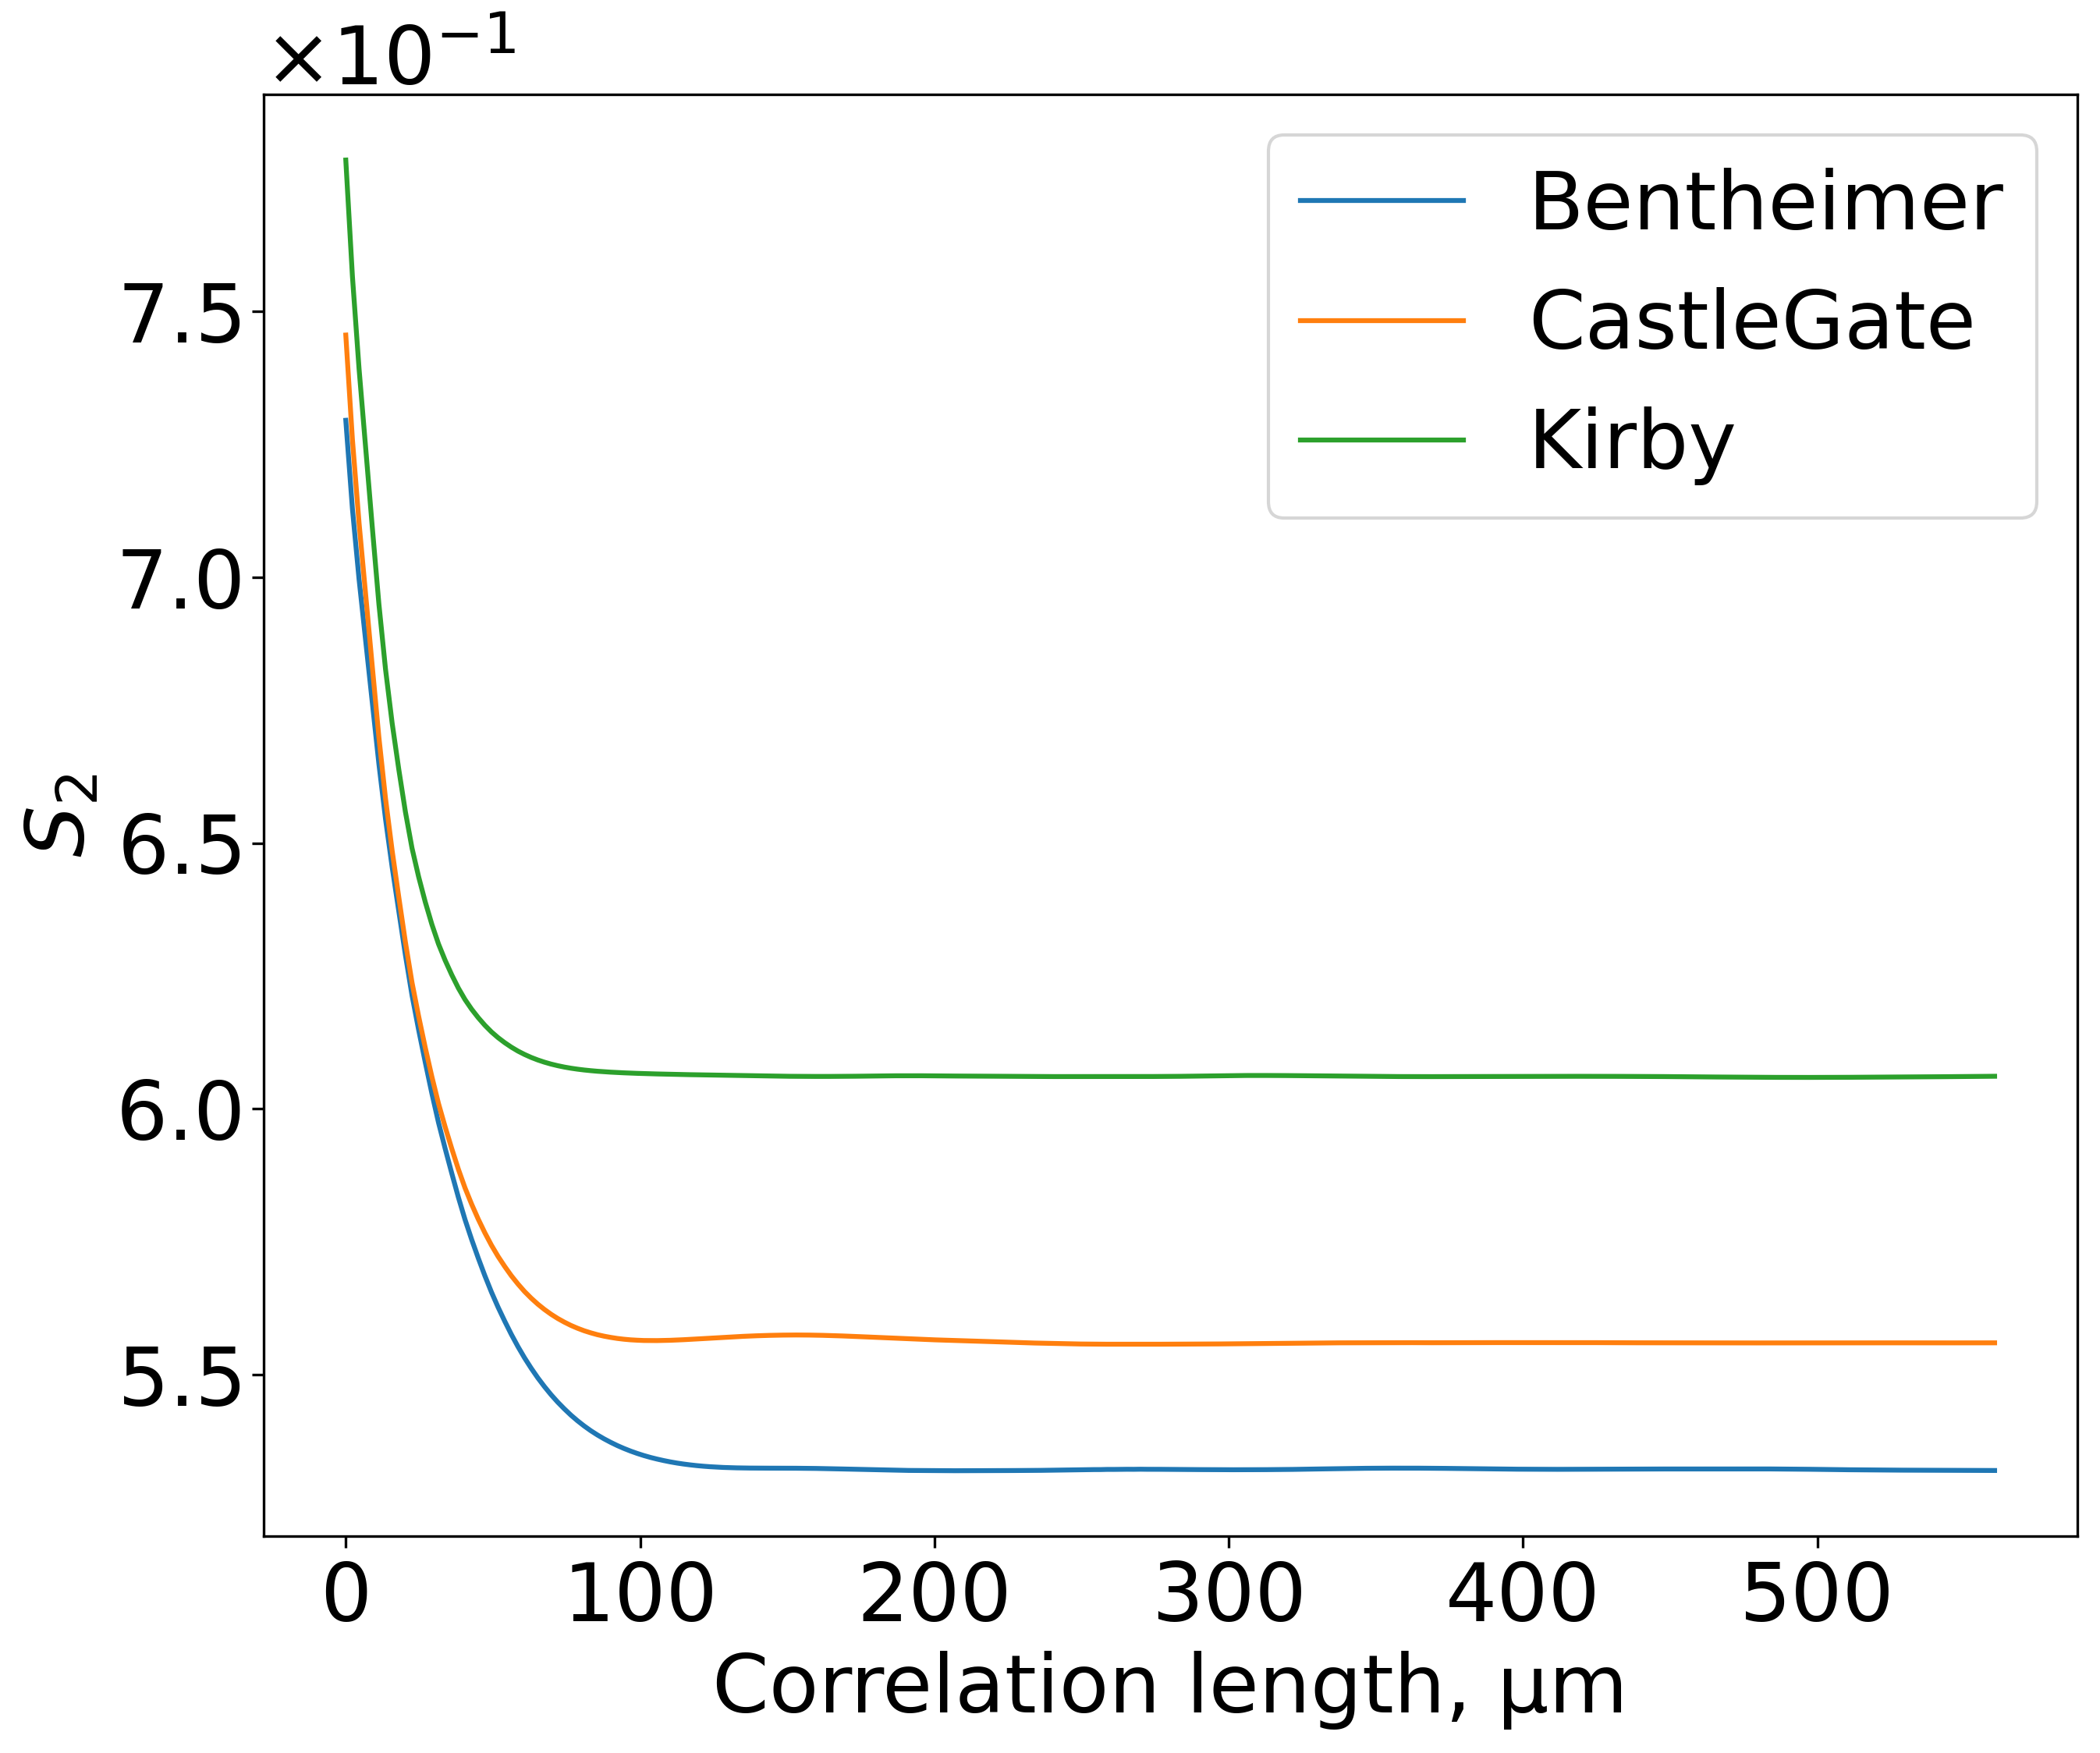 ×10⁻¹
Bentheimer
CastleGate
Kirby
7.5
7.0
6.5
6.0
5.5
S₂
0 100 200 300 400 500
Correlation length, µm